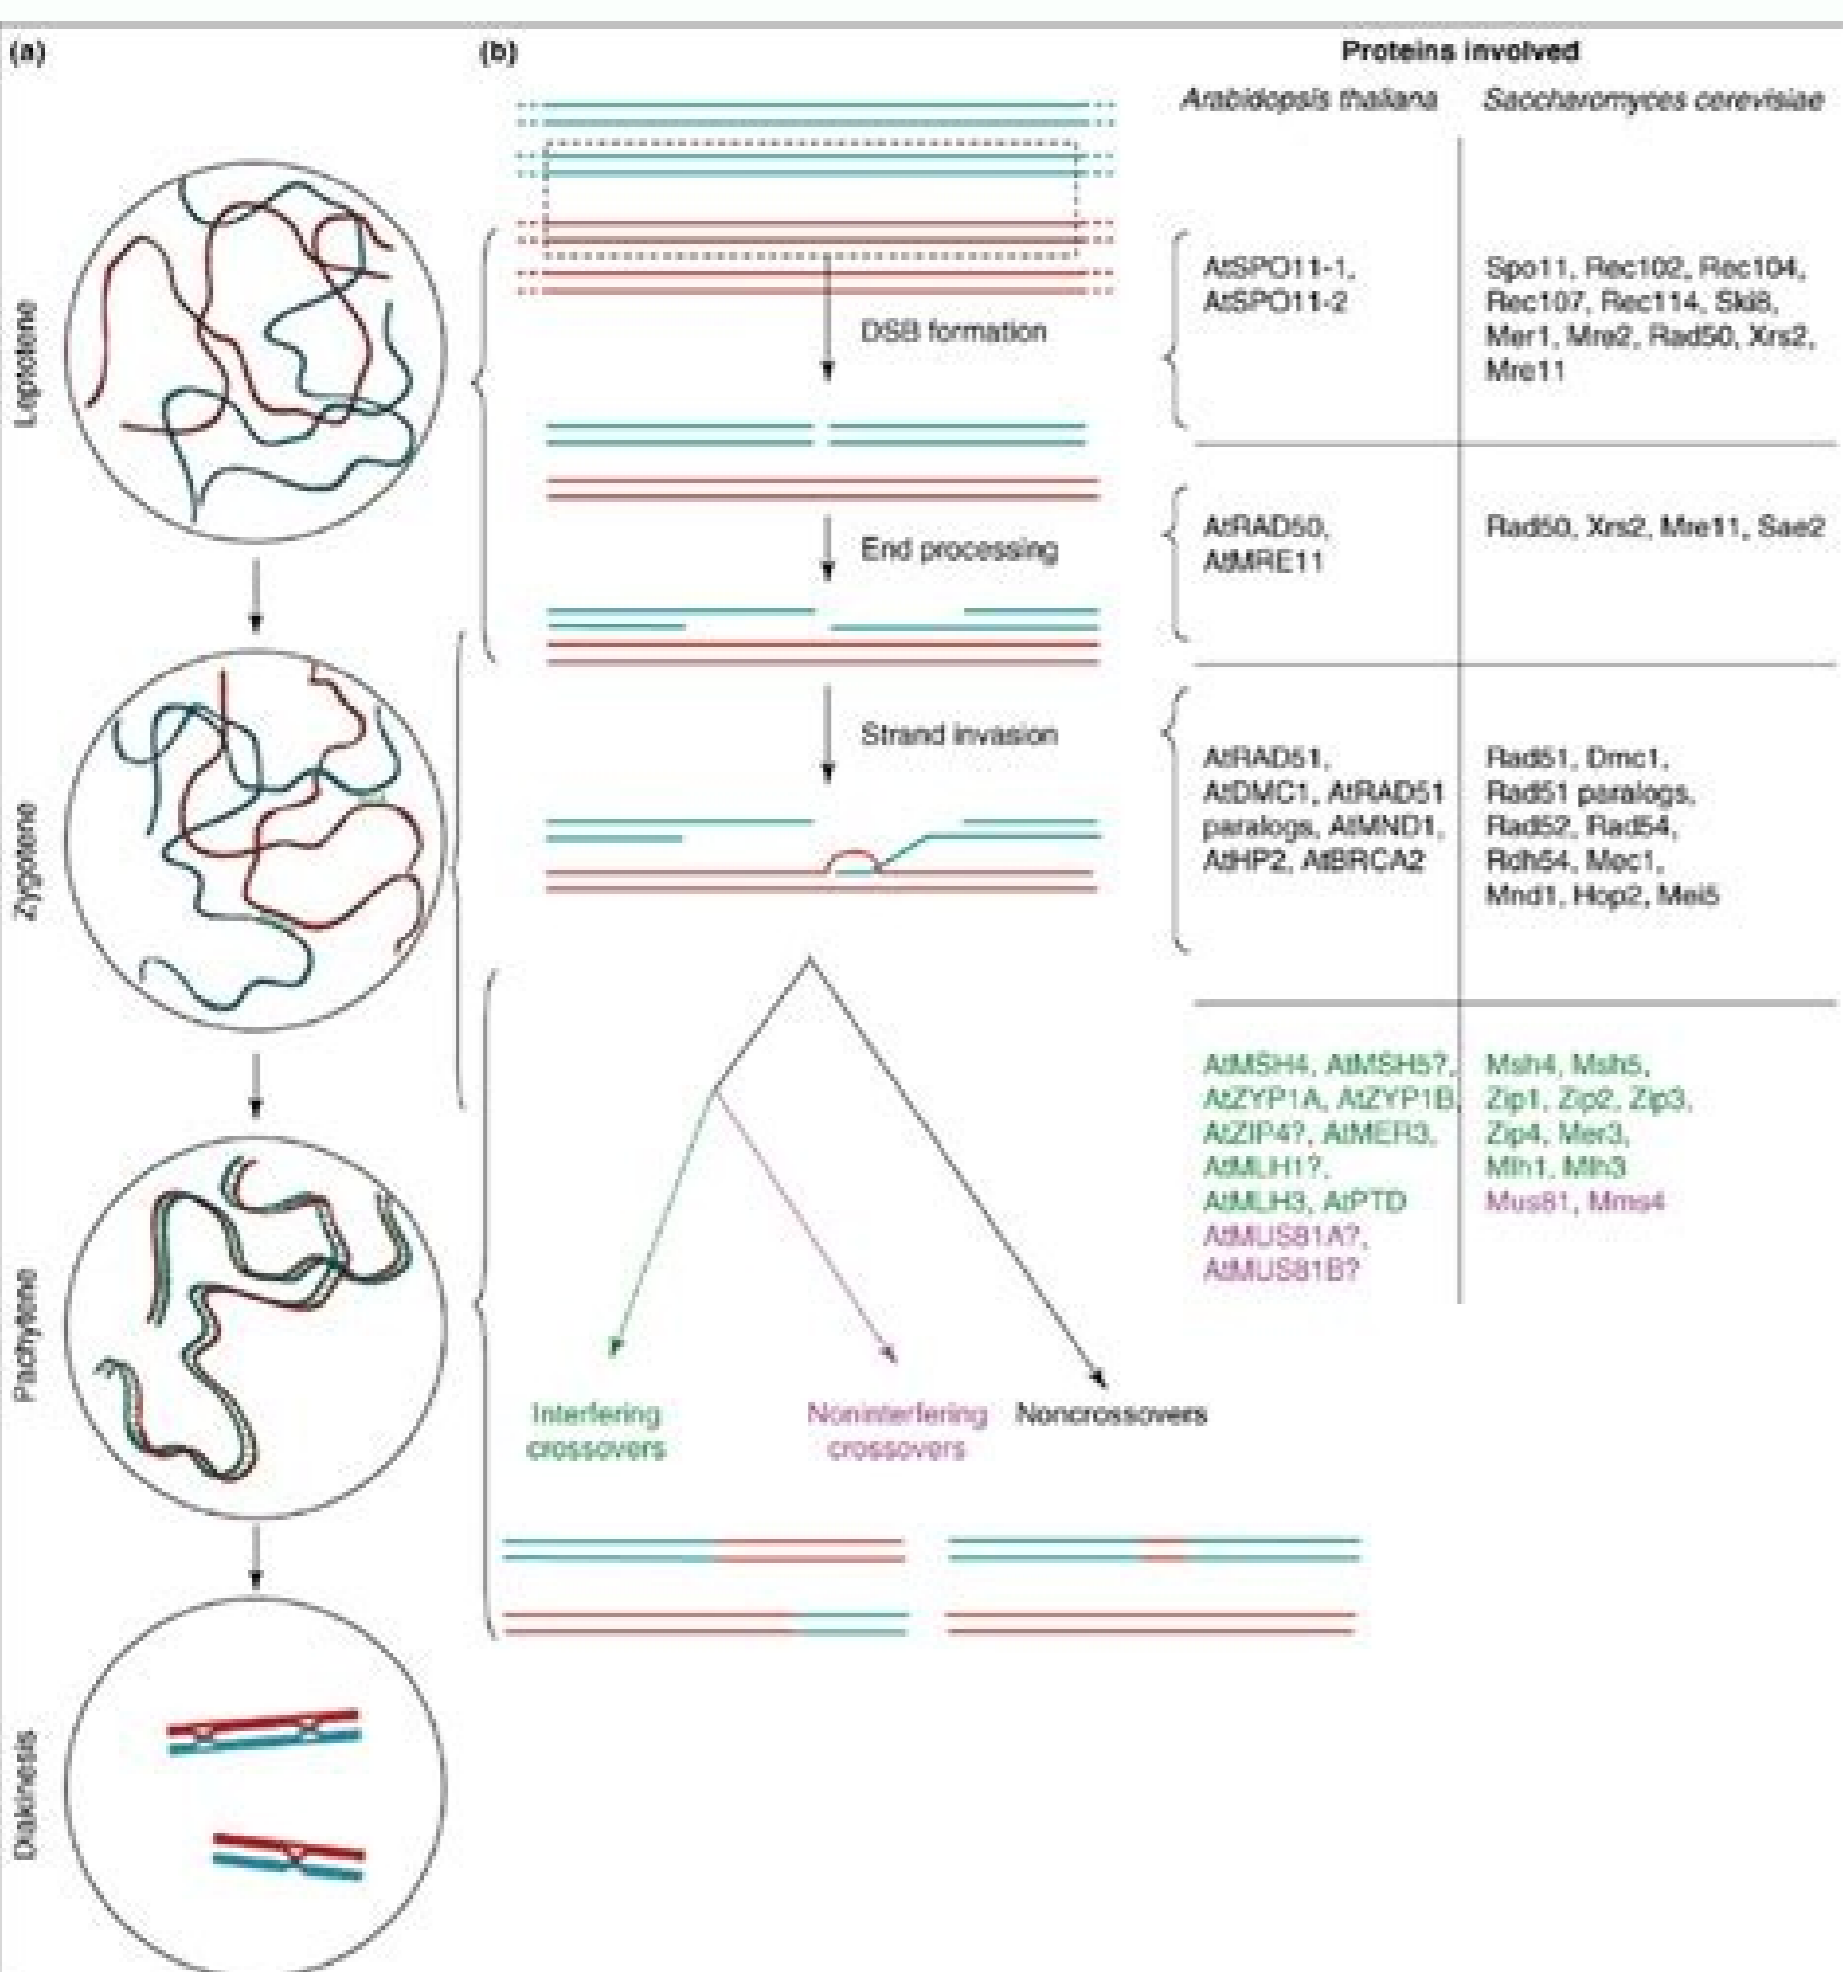 (a)
(b)
Proteins involved
Arabidopsis thaliana
Saccharomyces cerevisiae
Leptotene
DSB formation
AtSPO11-1,
AtSPO11-2
Spo11, Rec102, Rec104,
Rec107, Rec114, Ski8,
Mer1, Mre2, Rad50, Xrs2,
Mre11
End processing
AtRAD50,
AtMRE11
Rad50, Xrs2, Mre11, Sae2
Zygotene
Strand invasion
AtRAD51,
AtDMC1, AtRAD51
paralogs, AtMND1,
AtHP2, AtBRCA2
Rad51, Dmc1,
Rad51 paralogs,
Rad52, Rad54,
Rdh54, Mec1,
Mnd1, Hop2, Mei5
AtMSH4, AtMSH5?,
AtZYP1A, AtZYP1B,
AtZIP4?, AtMER3,
AtMLH1?,
AtMLH3, AtPTD
AtMUS81A?,
AtMUS81B?
Msh4, Msh5,
Zip1, Zip2, Zip3,
Zip4, Mer3,
Mlh1, Mlh3
Mus81, Mms4
Pachytene
Interfering
crossovers
Noninterfering
crossovers
Noncrossovers
Diakinesis